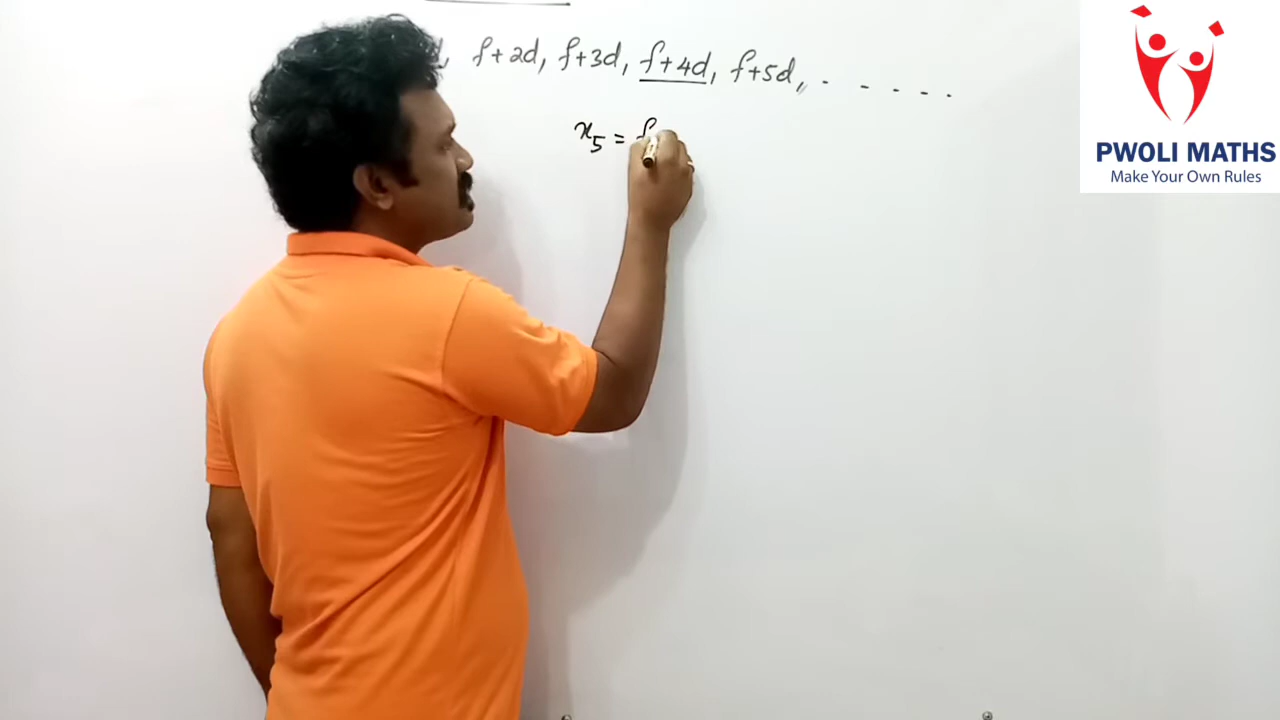 d, f+2d, f+3d, f+4d, f+5d, . - - - - .
x₅ = f
PWOLI MATHS
Make Your Own Rules